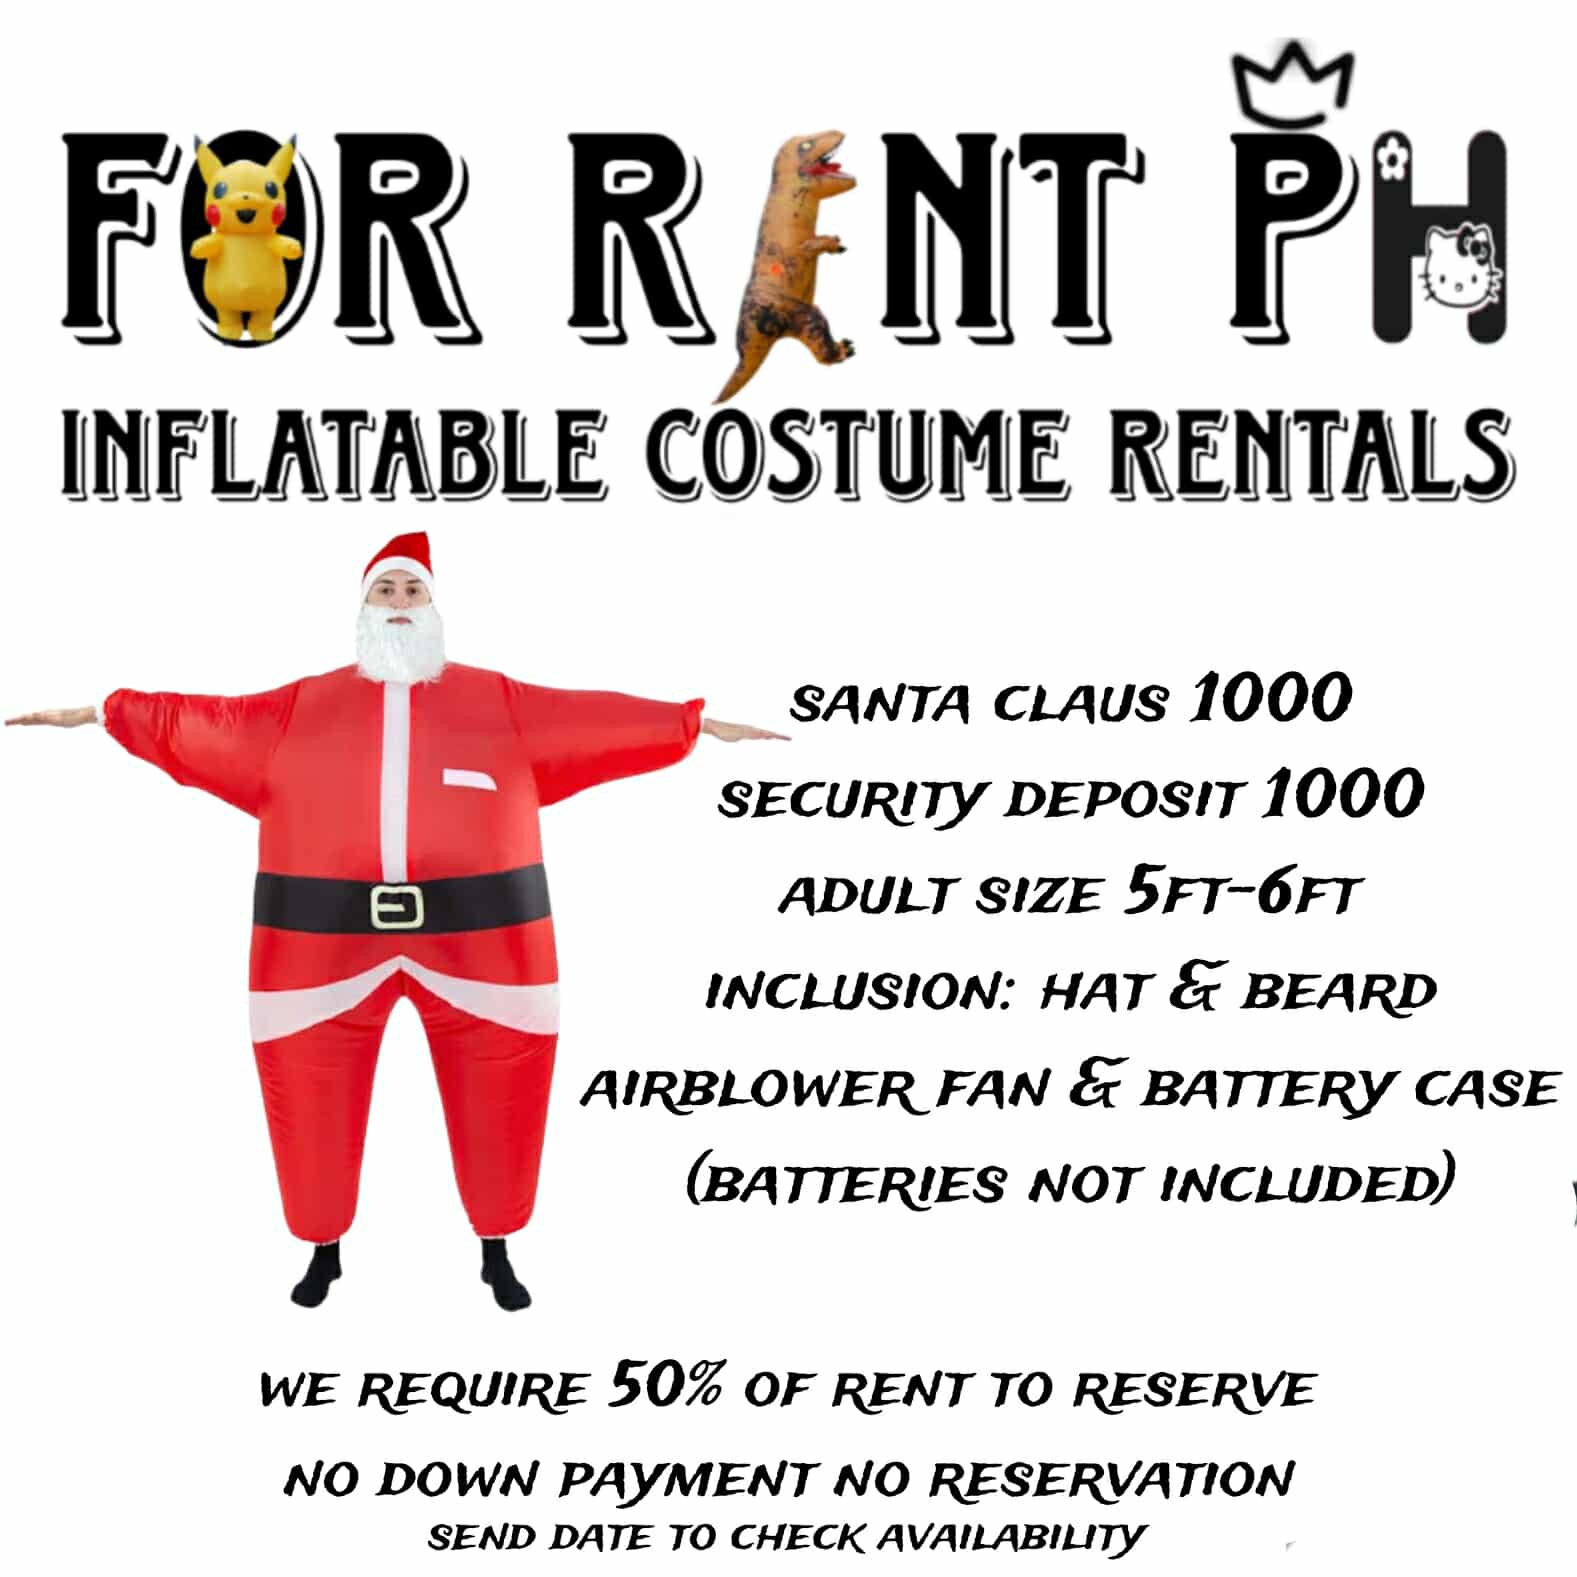 FOR RENT PH
INFLATABLE COSTUME RENTALS
SANTA CLAUS 1000
SECURITY DEPOSIT 1000
ADULT SIZE 5FT-6FT
INCLUSION: HAT & BEARD
AIRBLOWER FAN & BATTERY CASE
(BATTERIES NOT INCLUDED)
WE REQUIRE 50% OF RENT TO RESERVE
NO DOWN PAYMENT NO RESERVATION
SEND DATE TO CHECK AVAILABILITY